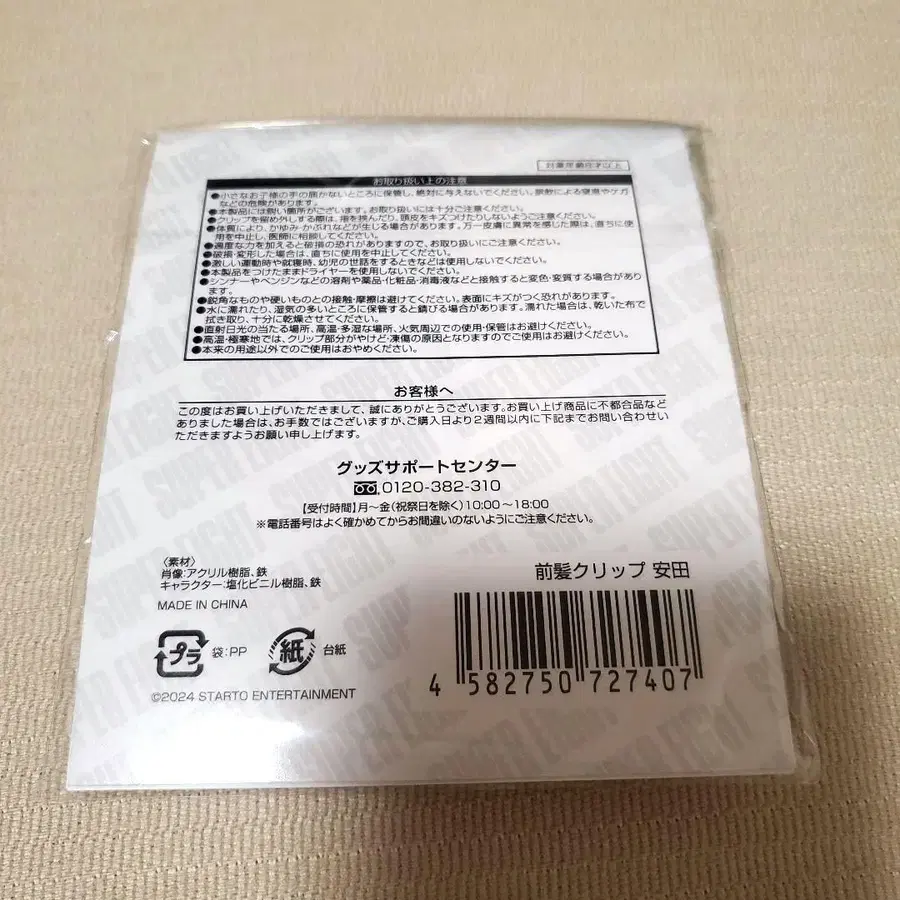 対象年齢6才以上
お取り扱い上の注意
●小さなお子様の手の届かないところに保管し、絶対に与えないでください。誤飲による窒息やケガ
などの危険があります。
●本製品には鋭い箇所がございます。お取り扱いには十分ご注意ください。
●クリップを留め外しする際は、指を挟んだり、頭皮をキズつけたりしないようご注意ください。
●体質により、かゆみ・かぶれなどが生じる場合があります。万一皮膚に異常を感じた際は、直ちに使
用を中止し、医師に相談してください。
●過度な力を加えると破損の恐れがありますので、お取り扱いにご注意ください。
●破損・変形した場合は、直ちに使用を中止してください。
●激しい運動時や就寝時、幼児の世話をするときなどは使用しないでください。
●本製品をつけたままドライヤーを使用しないでください。
●シンナーやベンジンなどの溶剤や薬品・化粧品・消毒液などと接触すると変色・変質する場合があり
ます。
●鋭角なものや硬いものとの接触・摩擦は避けてください。表面にキズがつく恐れがあります。
●水に濡れたり、湿気の多いところに保管すると錆びる場合があります。濡れた場合は、乾いた布で
拭き取り、十分に乾燥させてください。
●直射日光の当たる場所、高温・多湿な場所、火気周辺での使用・保管はお避けください。
●高温・極寒地では、クリップ部分がやけど・凍傷の原因となりますのでご使用はお避けください。
●本来の用途以外でのご使用はおやめください。
お客様へ
この度はお買い上げいただきまして、誠にありがとうございます。お買い上げ商品に不都合品など
ありました場合は、お手数ではございますが、ご購入日より2週間以内に下記までお問い合わせい
ただきますようお願い申し上げます。
グッズサポートセンター
0120-382-310
【受付時間】月〜金(祝祭日を除く)10:00〜18:00
※電話番号はよく確かめてからお間違いのないようにご注意ください。
〈素材〉
肖像:アクリル樹脂、鉄
キャラクター:塩化ビニル樹脂、鉄
MADE IN CHINA
プラ 袋:PP 紙 台紙
©2024 STARTO ENTERTAINMENT
前髪クリップ 安田
4 582750 727407
SUPER EIGHT